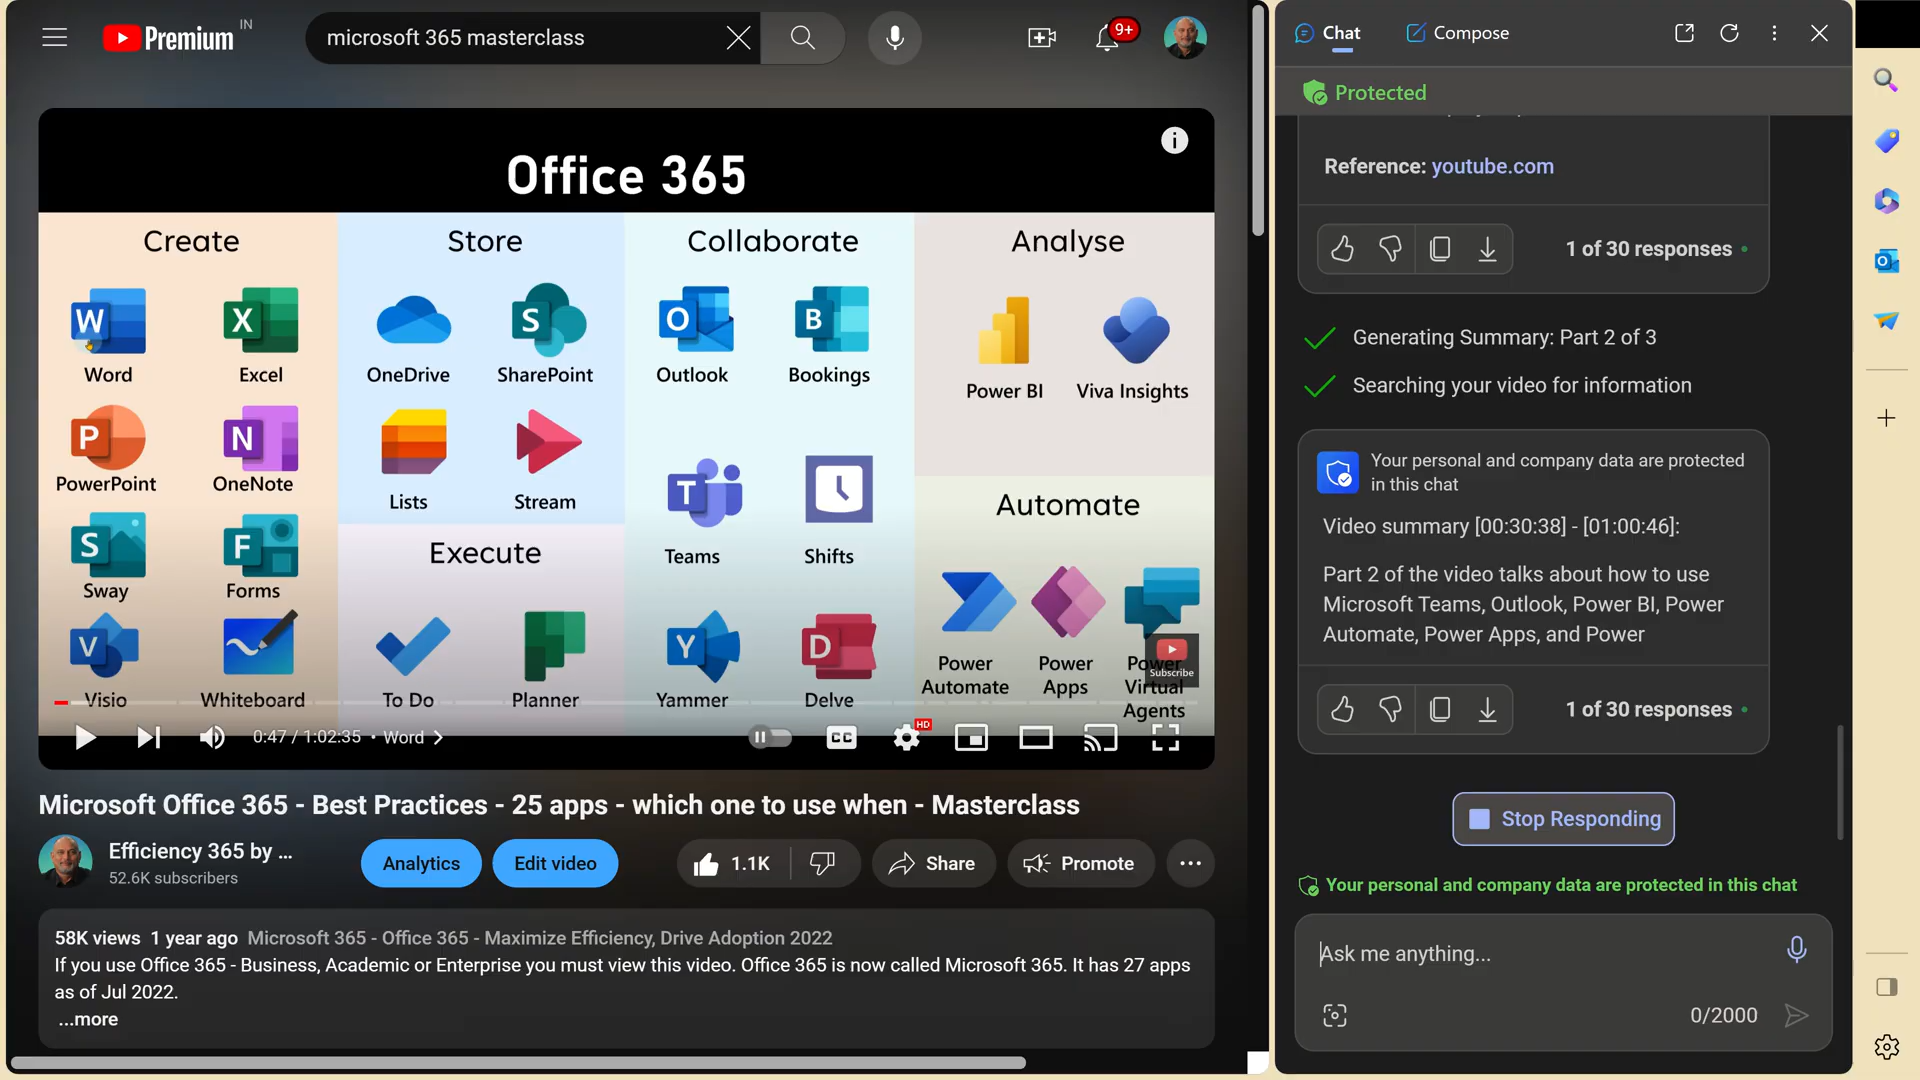 Premium IN
microsoft 365 masterclass
9+
Office 365
Create
Word
Excel
PowerPoint
OneNote
Sway
Forms
Visio
Whiteboard
Store
OneDrive
SharePoint
Lists
Stream
Execute
To Do
Planner
Collaborate
Outlook
Bookings
Teams
Shifts
Yammer
Delve
Analyse
Power BI
Viva Insights
Automate
Power Automate
Power Apps
Power Virtual Agents
Subscribe
0:47 / 1:02:35 • Word
CC
HD
Microsoft Office 365 - Best Practices - 25 apps - which one to use when - Masterclass
Efficiency 365 by ...
52.6K subscribers
Analytics
Edit video
1.1K
Share
Promote
58K views 1 year ago Microsoft 365 - Office 365 - Maximize Efficiency, Drive Adoption 2022
If you use Office 365 - Business, Academic or Enterprise you must view this video. Office 365 is now called Microsoft 365. It has 27 apps
as of Jul 2022.
...more
Chat
Compose
Protected
Reference: youtube.com
1 of 30 responses
Generating Summary: Part 2 of 3
Searching your video for information
Your personal and company data are protected
in this chat
Video summary [00:30:38] - [01:00:46]:
Part 2 of the video talks about how to use
Microsoft Teams, Outlook, Power BI, Power
Automate, Power Apps, and Power
1 of 30 responses
Stop Responding
Your personal and company data are protected in this chat
Ask me anything...
0/2000